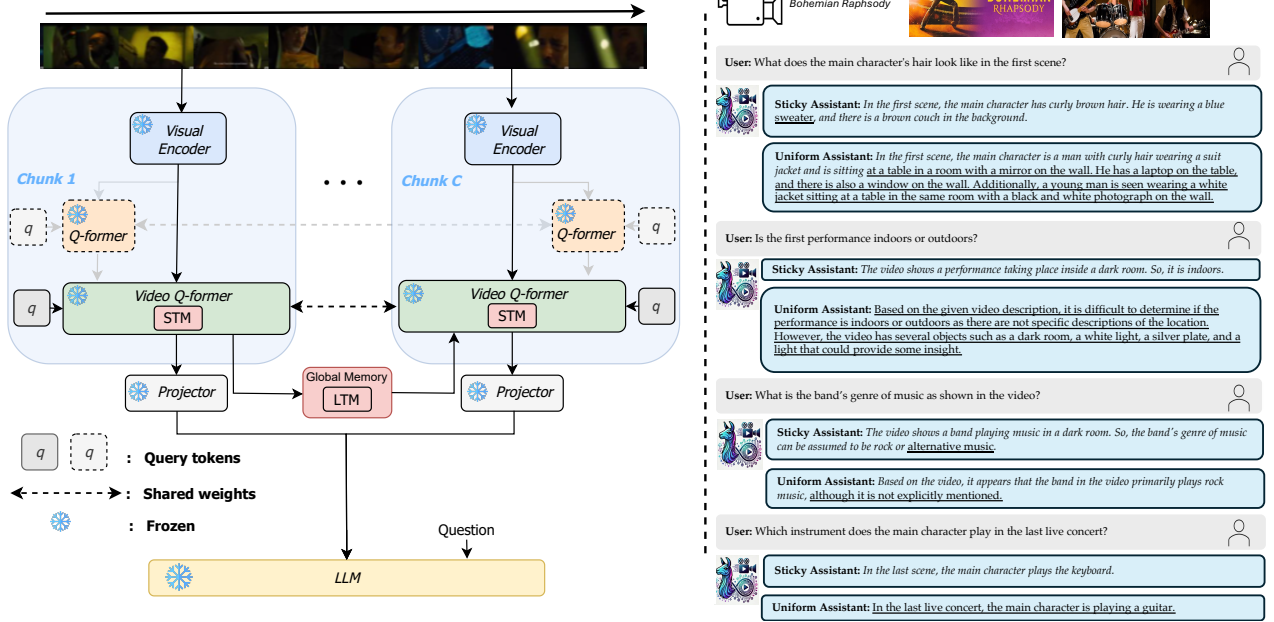 Visual
Encoder
Chunk 1
q
Q-former
q
Video Q-former
STM
Projector
Visual
Encoder
Chunk C
Q-former
q
Video Q-former
STM
q
Global Memory
LTM
Projector
q
q
: Query tokens
: Shared weights
: Frozen
Question
LLM
Bohemian Raphsody
RHAPSODY
User: What does the main character's hair look like in the first scene?
Sticky Assistant: In the first scene, the main character has curly brown hair. He is wearing a blue
sweater, and there is a brown couch in the background.
Uniform Assistant: In the first scene, the main character is a man with curly hair wearing a suit
jacket and is sitting at a table in a room with a mirror on the wall. He has a laptop on the table,
and there is also a window on the wall. Additionally, a young man is seen wearing a white
jacket sitting at a table in the same room with a black and white photograph on the wall.
User: Is the first performance indoors or outdoors?
Sticky Assistant: The video shows a performance taking place inside a dark room. So, it is indoors.
Uniform Assistant: Based on the given video description, it is difficult to determine if the
performance is indoors or outdoors as there are not specific descriptions of the location.
However, the video has several objects such as a dark room, a white light, a silver plate, and a
light that could provide some insight.
User: What is the band's genre of music as shown in the video?
Sticky Assistant: The video shows a band playing music in a dark room. So, the band's genre of music
can be assumed to be rock or alternative music.
Uniform Assistant: Based on the video, it appears that the band in the video primarily plays rock
music, although it is not explicitly mentioned.
User: Which instrument does the main character play in the last live concert?
Sticky Assistant: In the last scene, the main character plays the keyboard.
Uniform Assistant: In the last live concert, the main character is playing a guitar.